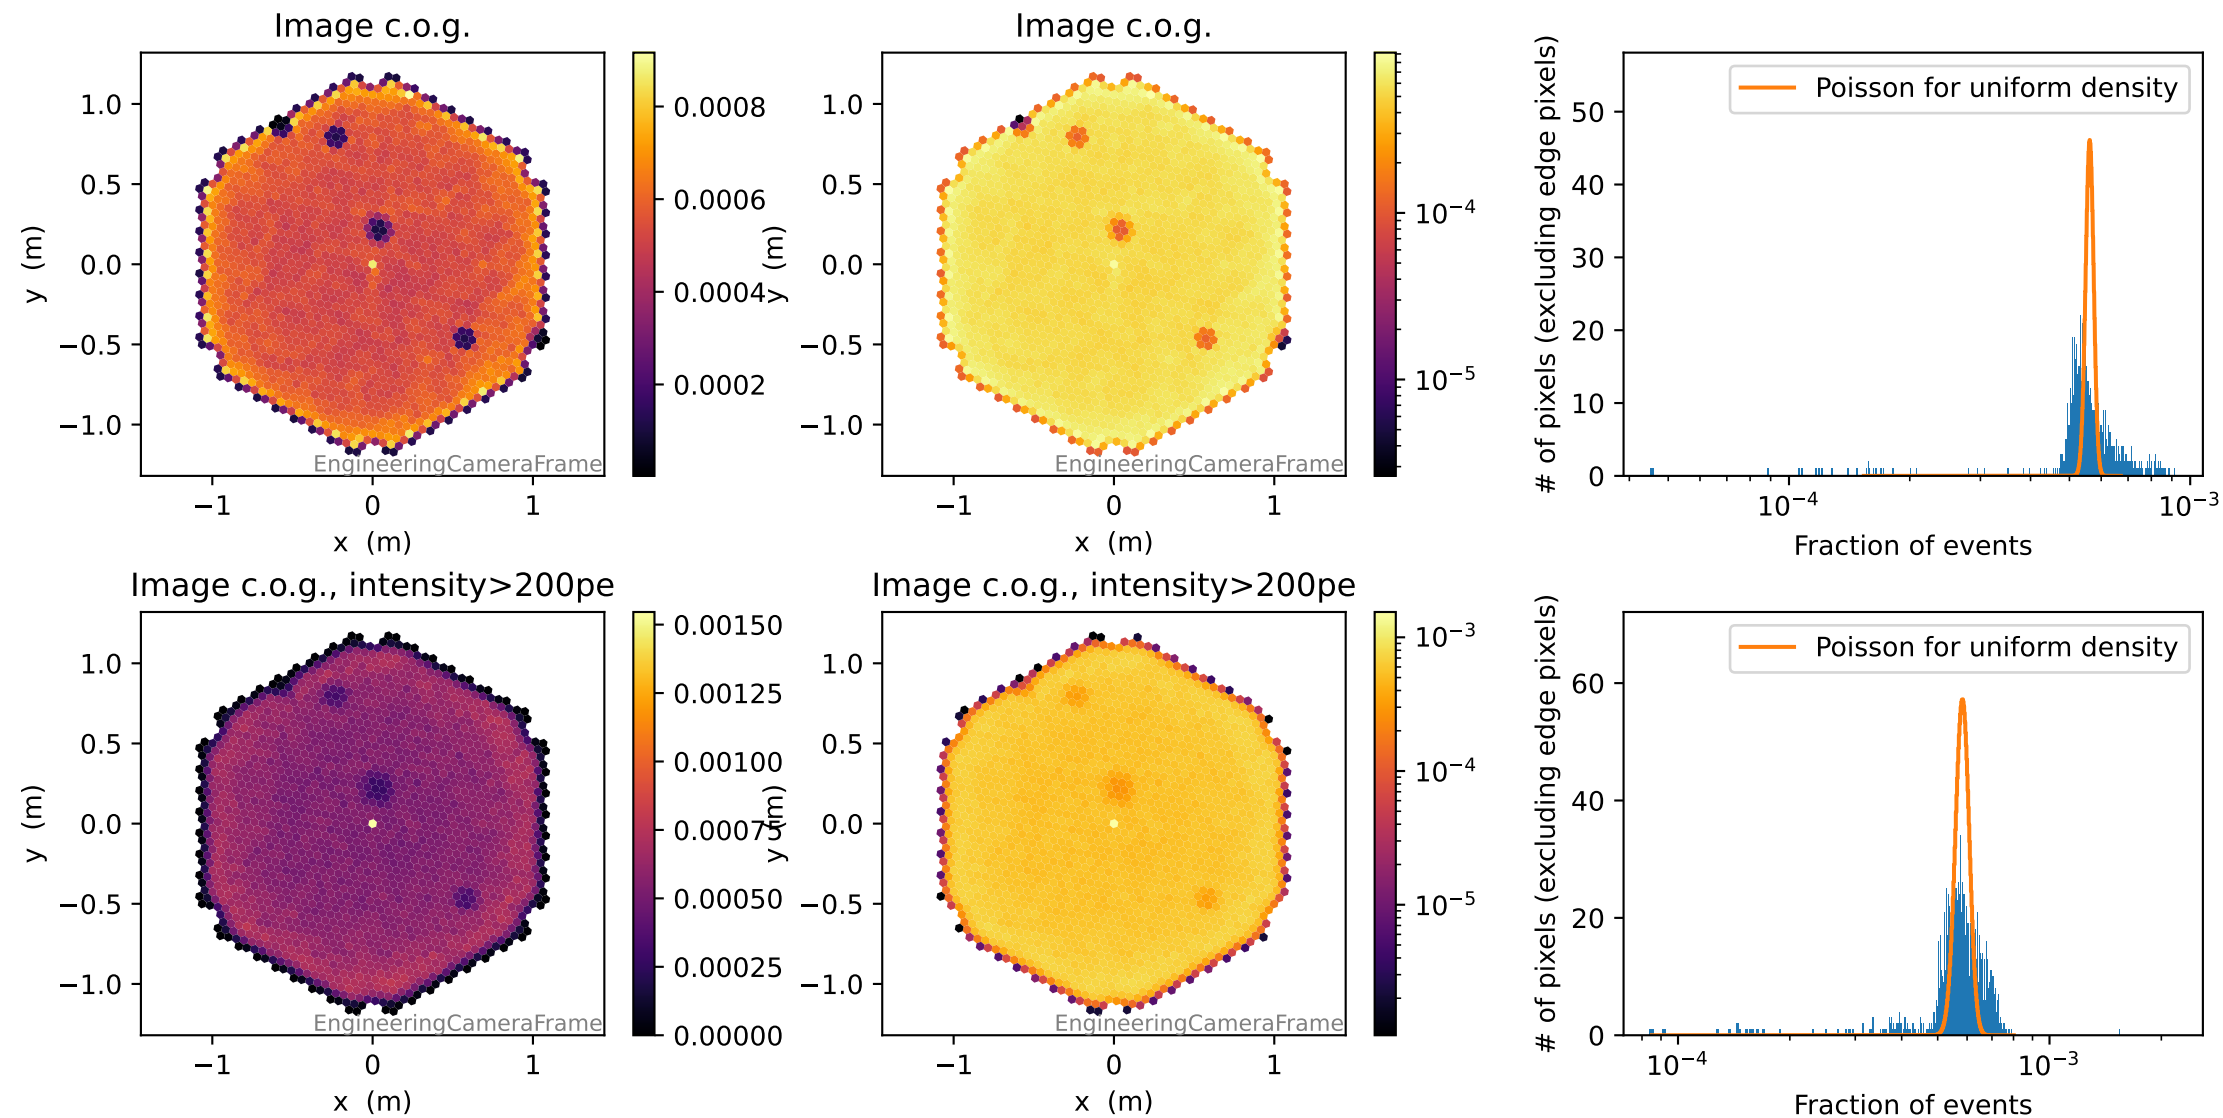 Image c.o.g.
1.0
0.5
0.0
−0.5
−1.0
y (m)
−1
0
1
x (m)
EngineeringCameraFrame
0.0008
0.0006
0.0004
0.0002
Image c.o.g.
1.0
0.5
0.0
−0.5
−1.0
y (m)
−1
0
1
x (m)
EngineeringCameraFrame
10⁻⁴
10⁻⁵
Poisson for uniform density
# of pixels (excluding edge pixels)
50
40
30
20
10
0
10⁻⁴
10⁻³
Fraction of events
Image c.o.g., intensity>200pe
1.0
0.5
0.0
−0.5
−1.0
y (m)
−1
0
1
x (m)
EngineeringCameraFrame
0.00150
0.00125
0.00100
0.00050
0.00025
0.00000
Image c.o.g., intensity>200pe
1.0
0.5
0.0
−0.5
−1.0
y (m)
−1
0
1
x (m)
EngineeringCameraFrame
10⁻³
10⁻⁴
10⁻⁵
Poisson for uniform density
# of pixels (excluding edge pixels)
60
40
20
0
10⁻⁴
10⁻³
Fraction of events